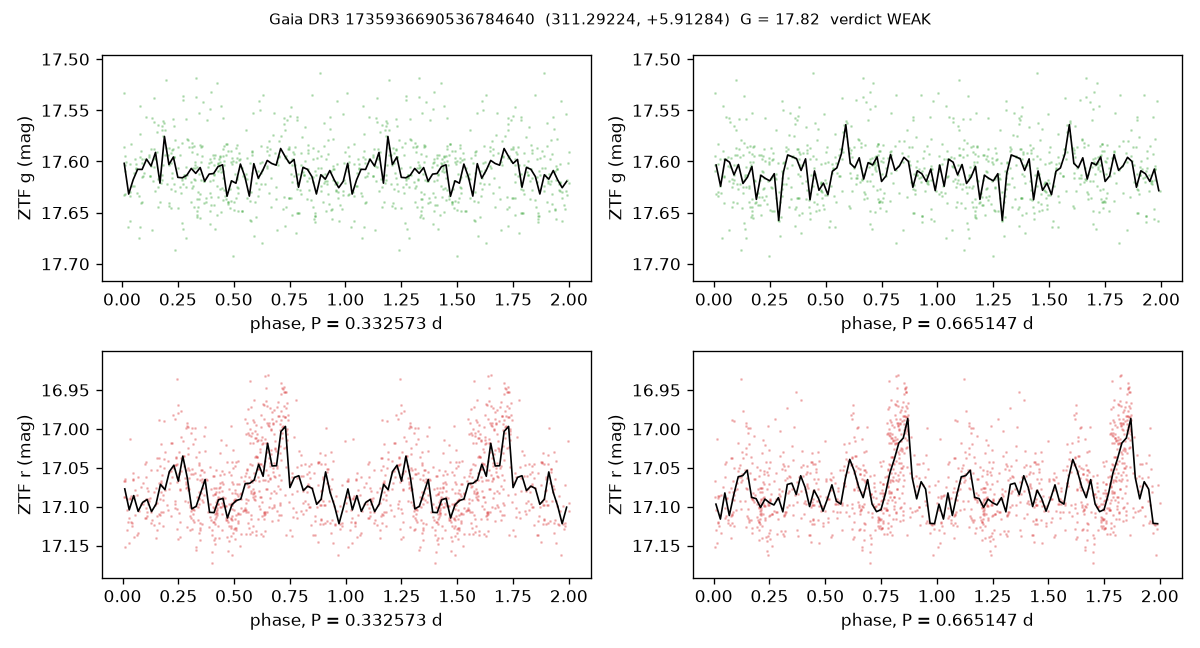 Gaia DR3 1735936690536784640 (311.29224, +5.91284) G = 17.82 verdict WEAK
17.50
17.55
17.60
17.65
17.70
ZTF g (mag)
0.00 0.25 0.50 0.75 1.00 1.25 1.50 1.75 2.00
phase, P = 0.332573 d
17.50
17.55
17.60
17.65
17.70
ZTF g (mag)
0.00 0.25 0.50 0.75 1.00 1.25 1.50 1.75 2.00
phase, P = 0.665147 d
16.95
17.00
17.05
17.10
17.15
ZTF r (mag)
0.00 0.25 0.50 0.75 1.00 1.25 1.50 1.75 2.00
phase, P = 0.332573 d
16.95
17.00
17.05
17.10
17.15
ZTF r (mag)
0.00 0.25 0.50 0.75 1.00 1.25 1.50 1.75 2.00
phase, P = 0.665147 d